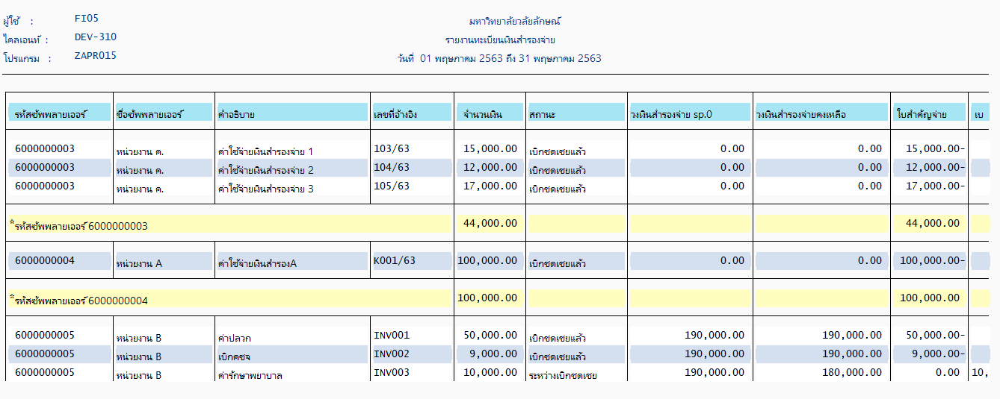 ผู้ใช้ : FI05 มหาวิทยาลัยวลัยลักษณ์
ไคลเอนท์ : DEV-310 รายงานทะเบียนเงินสำรองจ่าย
โปรแกรม : ZAPR015 วันที่ 01 พฤษภาคม 2563 ถึง 31 พฤษภาคม 2563
รหัสซัพพลายเออร์ ชื่อซัพพลายเออร์ คำอธิบาย เลขที่อ้างอิง จำนวนเงิน สถานะ วงเงินสำรองจ่าย sp.0 วงเงินสำรองจ่ายคงเหลือ ใบสำคัญจ่าย เบ
6000000003 หน่วยงาน ค. ค่าใช้จ่ายเงินสำรองจ่าย 1 103/63 15,000.00 เบิกชดเชยแล้ว 0.00 0.00 15,000.00-
6000000003 หน่วยงาน ค. ค่าใช้จ่ายเงินสำรองจ่าย 2 104/63 12,000.00 เบิกชดเชยแล้ว 0.00 0.00 12,000.00-
6000000003 หน่วยงาน ค. ค่าใช้จ่ายเงินสำรองจ่าย 3 105/63 17,000.00 เบิกชดเชยแล้ว 0.00 0.00 17,000.00-
*รหัสซัพพลายเออร์ 6000000003 44,000.00 44,000.00
6000000004 หน่วยงาน A ค่าใช้จ่ายเงินสำรองA K001/63 100,000.00 เบิกชดเชยแล้ว 0.00 0.00 100,000.00-
*รหัสซัพพลายเออร์ 6000000004 100,000.00 100,000.00
6000000005 หน่วยงาน B ค่าปลวก INV001 50,000.00 เบิกชดเชยแล้ว 190,000.00 190,000.00 50,000.00-
6000000005 หน่วยงาน B เบิกคชจ INV002 9,000.00 เบิกชดเชยแล้ว 190,000.00 190,000.00 9,000.00-
6000000005 หน่วยงาน B ค่ารักษาพยาบาล INV003 10,000.00 ระหว่างเบิกชดเชย 190,000.00 180,000.00 0.00 10,